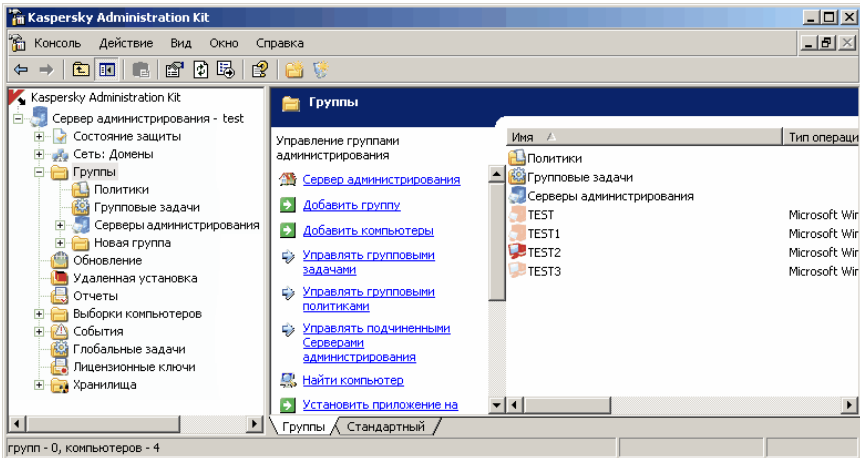 Kaspersky Administration Kit
Консоль Действие Вид Окно Справка
Kaspersky Administration Kit
Сервер администрирования - test
Состояние защиты
Сеть: Домены
Группы
Политики
Групповые задачи
Серверы администрирования
Новая группа
Обновление
Удаленная установка
Отчеты
Выборки компьютеров
События
Глобальные задачи
Лицензионные ключи
Хранилища
Группы
Управление группами
администрирования
Сервер администрирования
Добавить группу
Добавить компьютеры
Управлять групповыми
задачами
Управлять групповыми
политиками
Управлять подчиненными
Серверами
администрирования
Найти компьютер
Установить приложение на
Имя Тип операци
Политики
Групповые задачи
Серверы администрирования
TEST Microsoft Wir
TEST1 Microsoft Wir
TEST2 Microsoft Wir
TEST3 Microsoft Wir
Группы Стандартный
групп - 0, компьютеров - 4